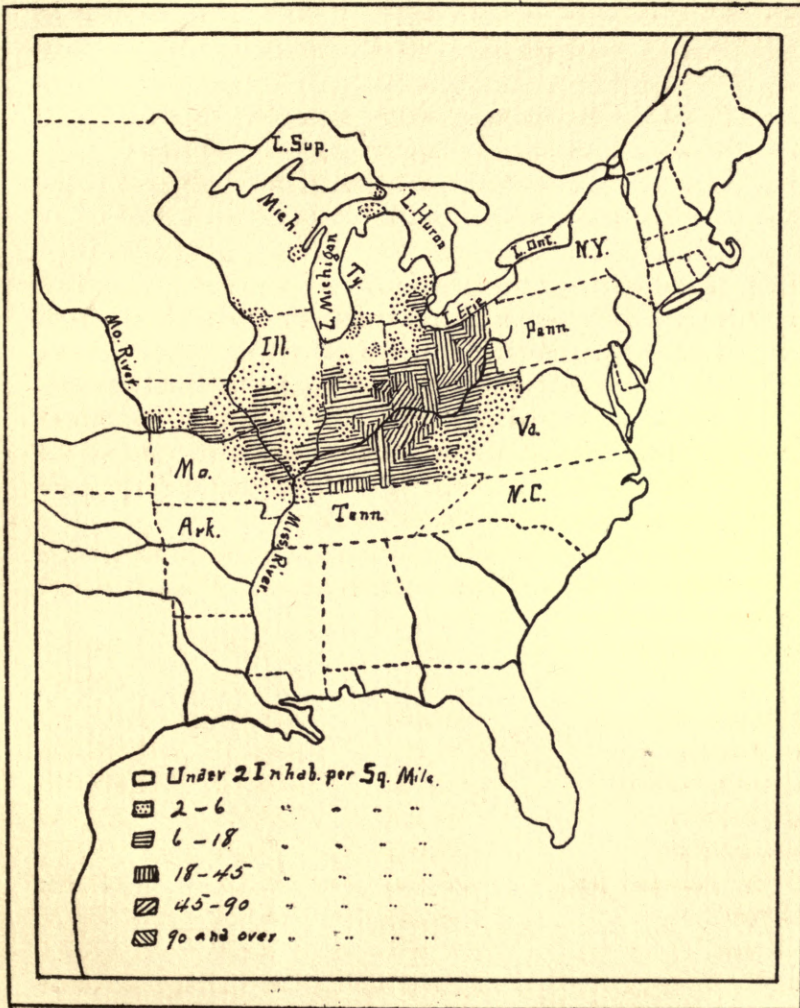 L. Sup.
Mich.
L. Huron
L. Michigan
Ty.
L. Ont.
N.Y.
L. Erie
Penn.
Mo. River.
Ill.
Va.
Mo.
Tenn.
N.C.
Ark.
Miss. River.
Under 2 Inhab. per Sq. Mile.
2-6 " " " "
6-18 " " " "
18-45 " " " "
45-90 " " " "
90 and over " " " "